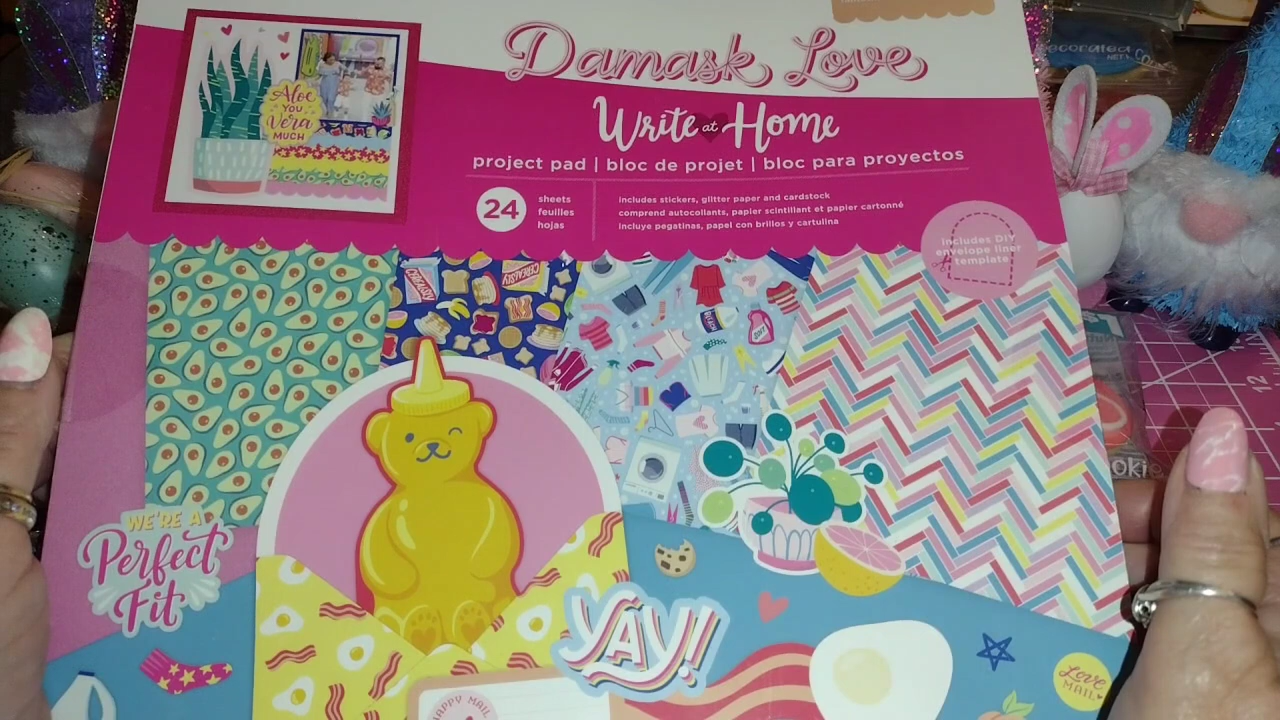 Damask Love
Write at Home
project pad | bloc de projet | bloc para proyectos
24
sheets
feuilles
hojas
includes stickers, glitter paper and cardstock
comprend autocollants, papier scintillant et papier cartonné
incluye pegatinas, papel con brillos y cartulina
includes DIY
envelope liner
template
Aloe
YOU
Vera
MUCH
WE'RE A
Perfect
Fit
YAY!
HAPPY MAIL
LOVE
MAIL
decorated